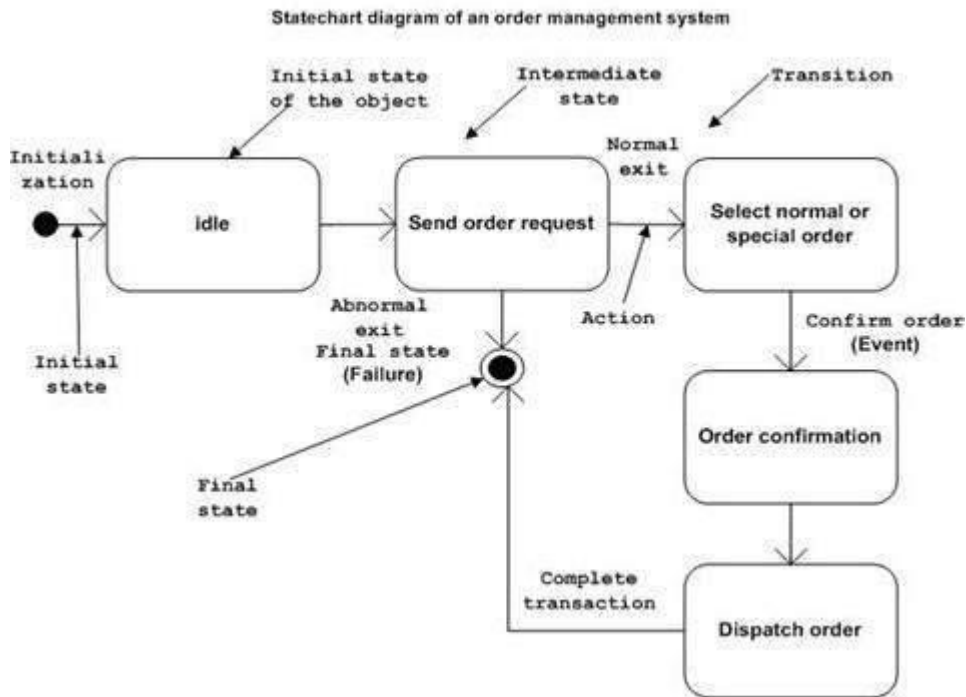 Statechart diagram of an order management system
Initial state
of the object
Intermediate
state
Transition
Initiali
zation
Normal
exit
idle
Send order request
Select normal or
special order
Abnormal
exit
Final state
(Failure)
Action
Confirm order
(Event)
Initial
state
Order confirmation
Final
state
Complete
transaction
Dispatch order